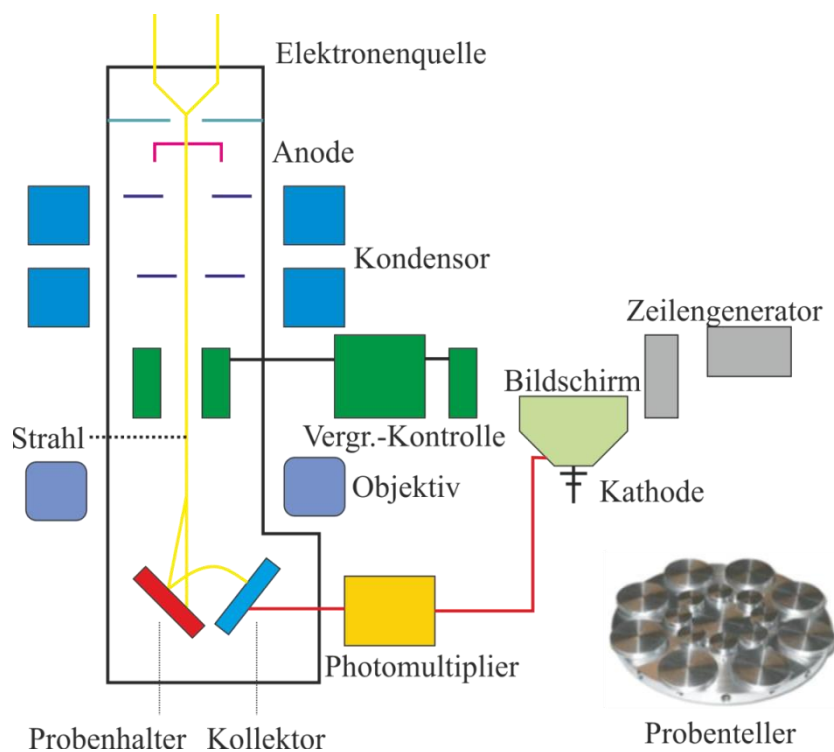 Elektronenquelle
Anode
Kondensor
Zeilengenerator
Bildschirm
Strahl
Vergr.-Kontrolle
Objektiv
Kathode
Photomultiplier
Probenhalter
Kollektor
Probenteller